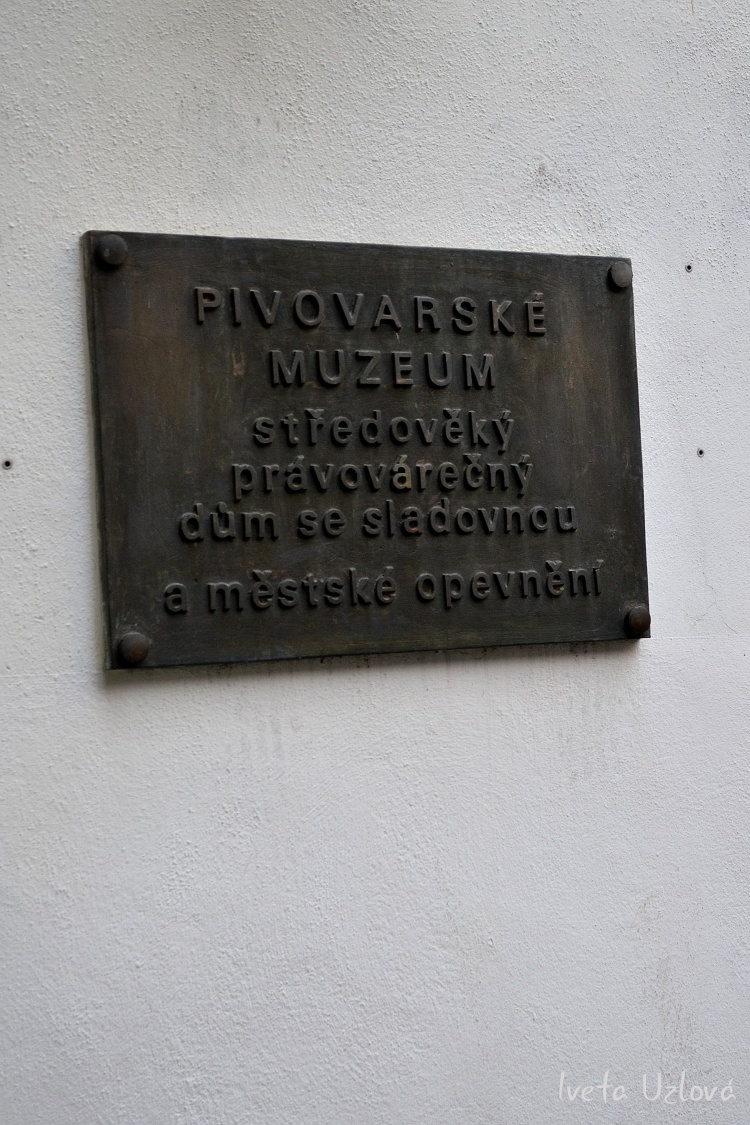 PIVOVARSKÉ
MUZEUM
středověký
právovárečný
dům se sladovnou
a městské opevnění
Iveta Uzlová